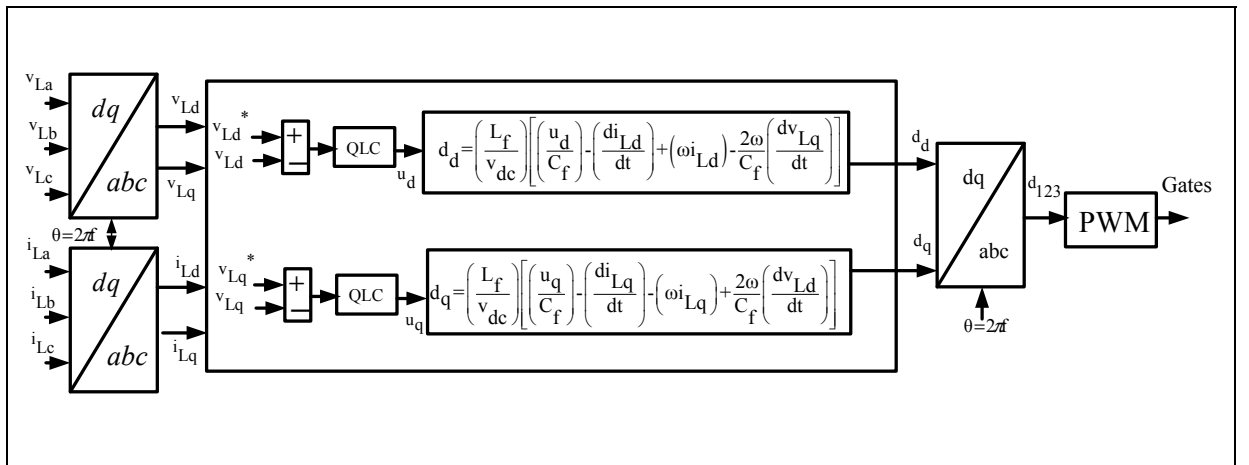 v_La
v_Lb
v_Lc
dq
abc
v_Ld
v_Lq
θ=2πf
i_La
i_Lb
i_Lc
dq
abc
i_Ld
i_Lq
v_Ld*
v_Ld
+
−
QLC
u_d
d_d=(L_f/v_dc)[(u_d/C_f)-(di_Ld/dt)+(ωi_Ld)-2ω/C_f(dv_Lq/dt)]
v_Lq*
v_Lq
+
−
QLC
u_q
d_q=(L_f/v_dc)[(u_q/C_f)-(di_Lq/dt)-(ωi_Lq)+2ω/C_f(dv_Ld/dt)]
d_d
d_q
dq
abc
θ=2πf
d_123
PWM
Gates